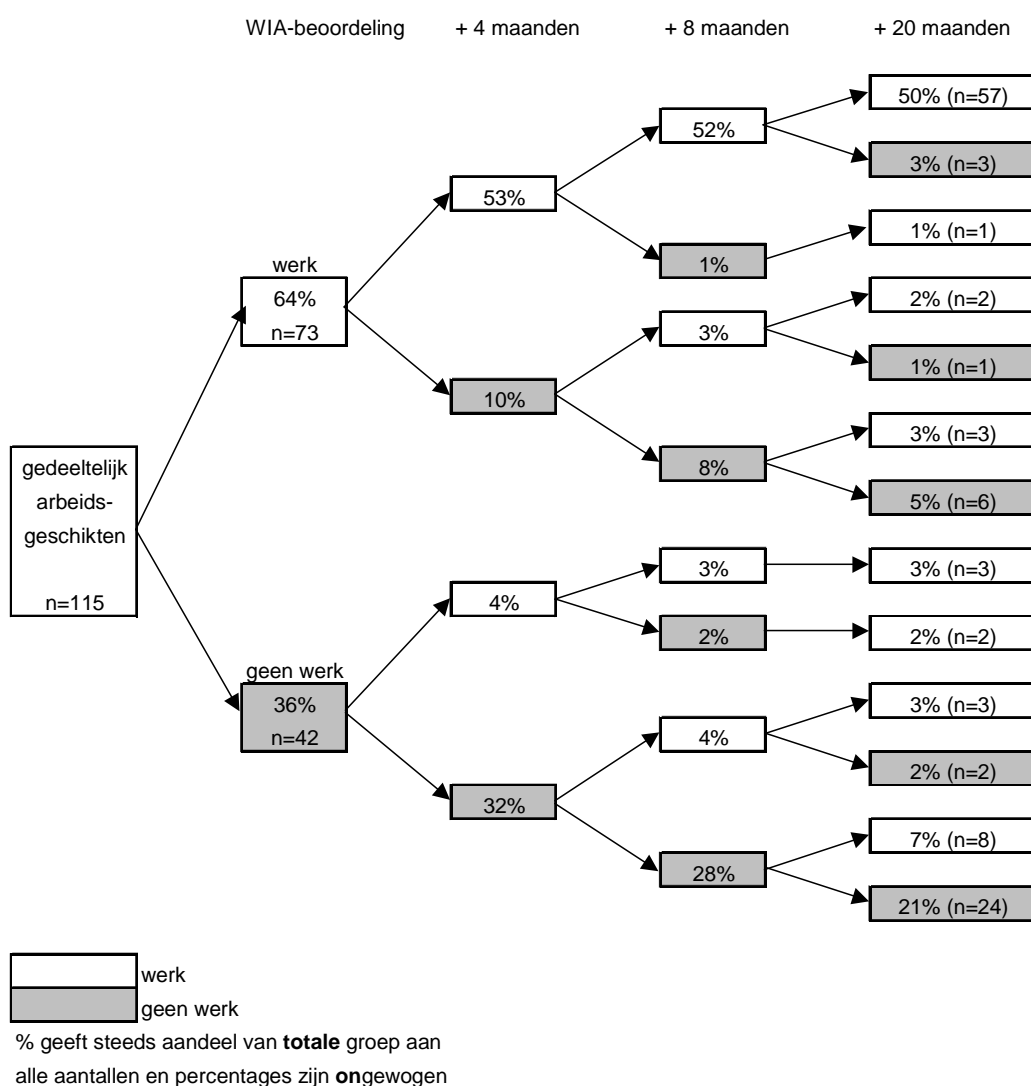 WIA-beoordeling + 4 maanden + 8 maanden + 20 maanden
50% (n=57)
52%
3% (n=3)
53%
1% (n=1)
1%
werk
64%
n=73
2% (n=2)
3%
1% (n=1)
10%
3% (n=3)
8%
5% (n=6)
gedeeltelijk
arbeids-
geschikten
n=115
3%
3% (n=3)
4%
2%
2% (n=2)
geen werk
36%
n=42
3% (n=3)
4%
2% (n=2)
32%
7% (n=8)
28%
21% (n=24)
werk
geen werk
% geeft steeds aandeel van totale groep aan
alle aantallen en percentages zijn ongewogen